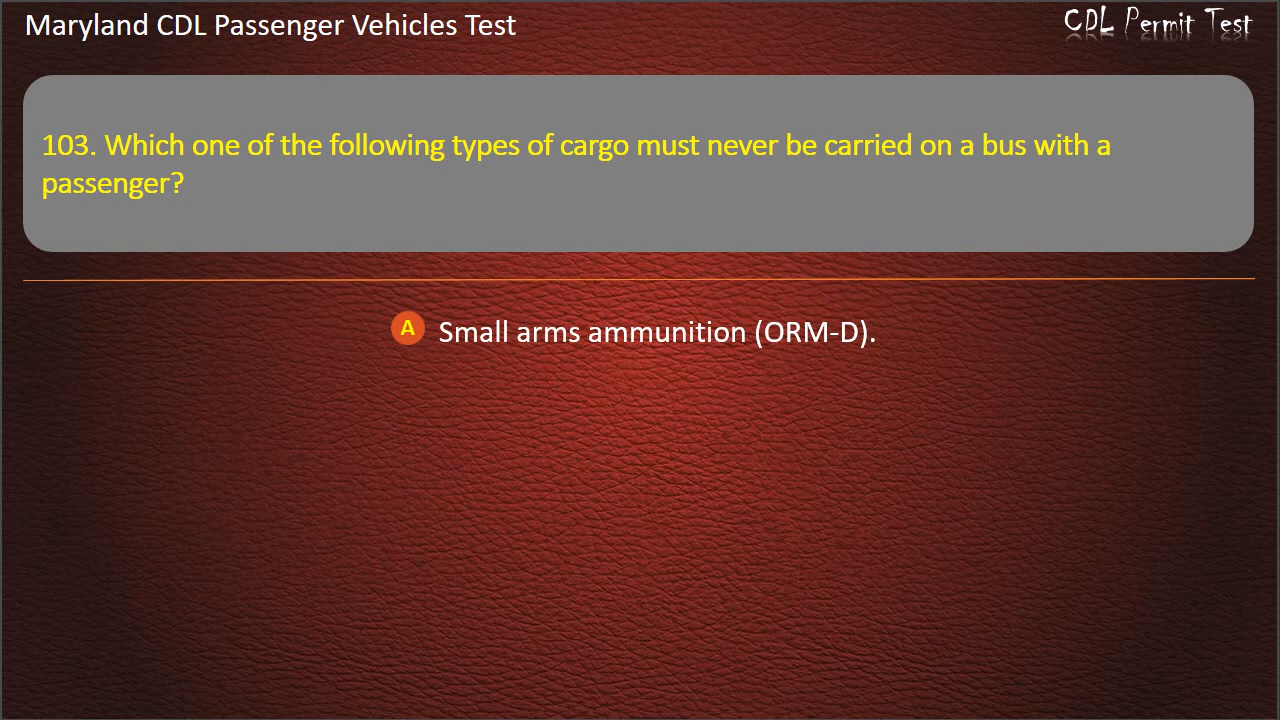 Maryland CDL Passenger Vehicles Test
CDL Permit Test
103. Which one of the following types of cargo must never be carried on a bus with a
passenger?
A Small arms ammunition (ORM-D).